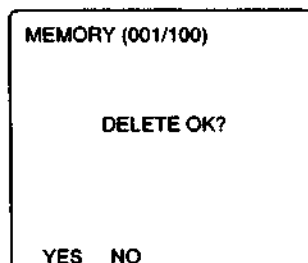 MEMORY (001/100)
DELETE OK?
YES NO